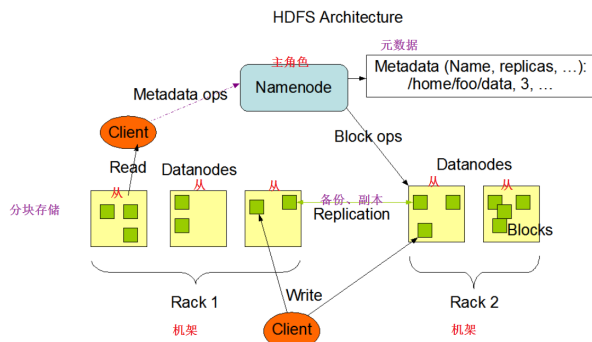 HDFS Architecture
元数据
主角色
Metadata (Name, replicas, …):
/home/foo/data, 3, …
Namenode
Metadata ops
Client
Block ops
Read
Datanodes
Datanodes
从
从
从
从
从
分块存储
备份、副本
Replication
Blocks
Rack 1
Write
Rack 2
机架
Client
机架